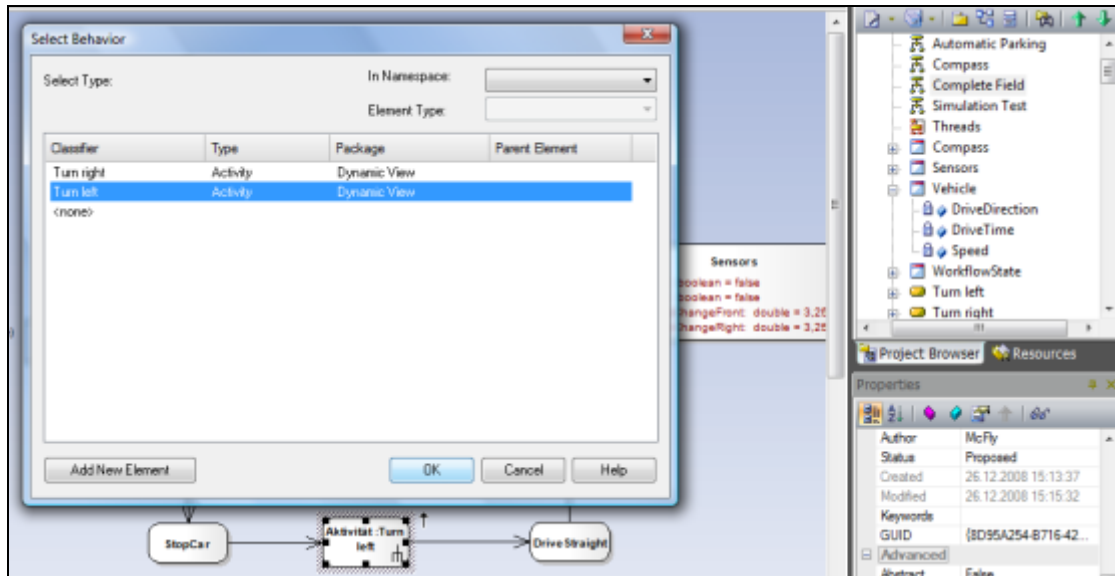 Select Behavior
Select Type:
In Namespace:
Element Type:
Classifier Type Package Parent Element
Turn right Activity Dynamic View
Turn left Activity Dynamic View
<none>
Add New Element OK Cancel Help
Sensors
boolean = false
boolean = false
hangeFront: double = 3,25
hangeRight: double = 3,25
StopCar
Aktivität :Turn
left
DriveStraight
Automatic Parking
Compass
Complete Field
Simulation Test
Threads
Compass
Sensors
Vehicle
DriveDirection
DriveTime
Speed
WorkflowState
Turn left
Turn right
Project Browser Resources
Properties
Author McFly
Status Proposed
Created 26.12.2008 15:13:37
Modified 26.12.2008 15:15:32
Keywords
GUID {8D95A254-B716-42...
Advanced
Abstract False